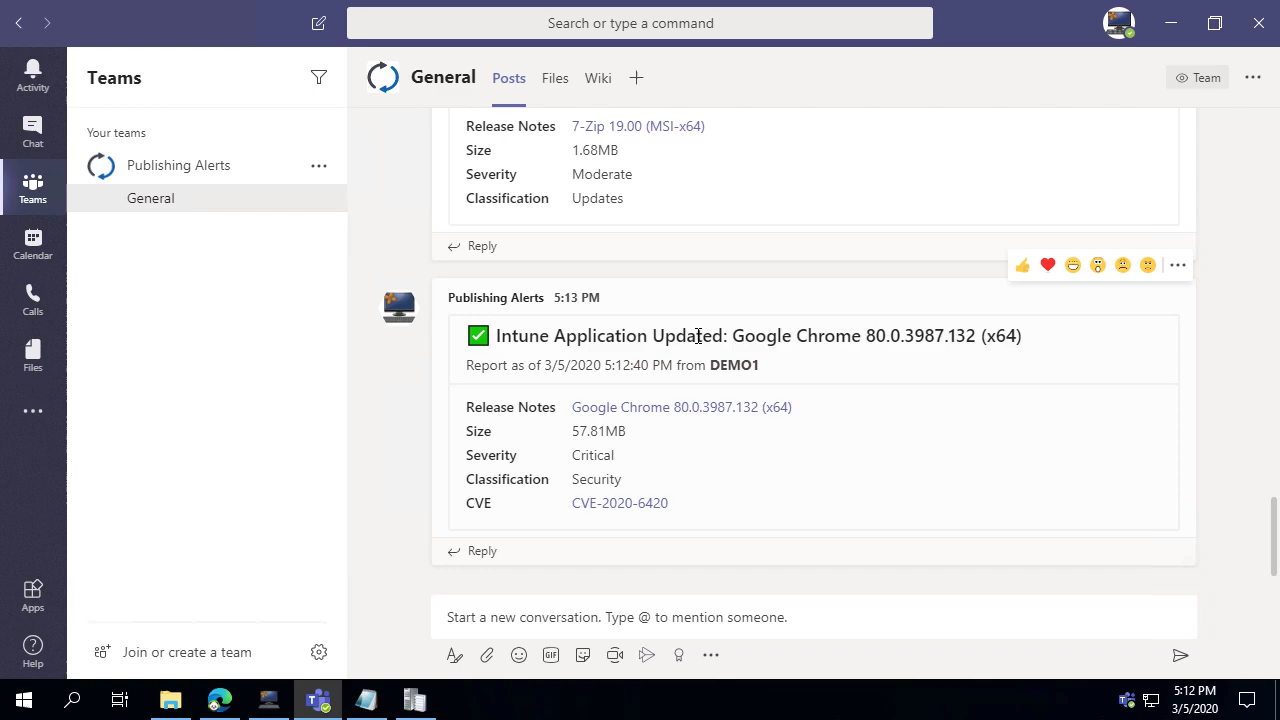 Search or type a command
Activity
Chat
Teams
Calendar
Calls
Files
Apps
Help
Teams
Your teams
Publishing Alerts
General
Join or create a team
General Posts Files Wiki
Team
Release Notes 7-Zip 19.00 (MSI-x64)
Size 1.68MB
Severity Moderate
Classification Updates
Reply
Publishing Alerts 5:13 PM
Intune Application Updated: Google Chrome 80.0.3987.132 (x64)
Report as of 3/5/2020 5:12:40 PM from DEMO1
Release Notes Google Chrome 80.0.3987.132 (x64)
Size 57.81MB
Severity Critical
Classification Security
CVE CVE-2020-6420
Reply
Start a new conversation. Type @ to mention someone.
GIF
5:12 PM
3/5/2020